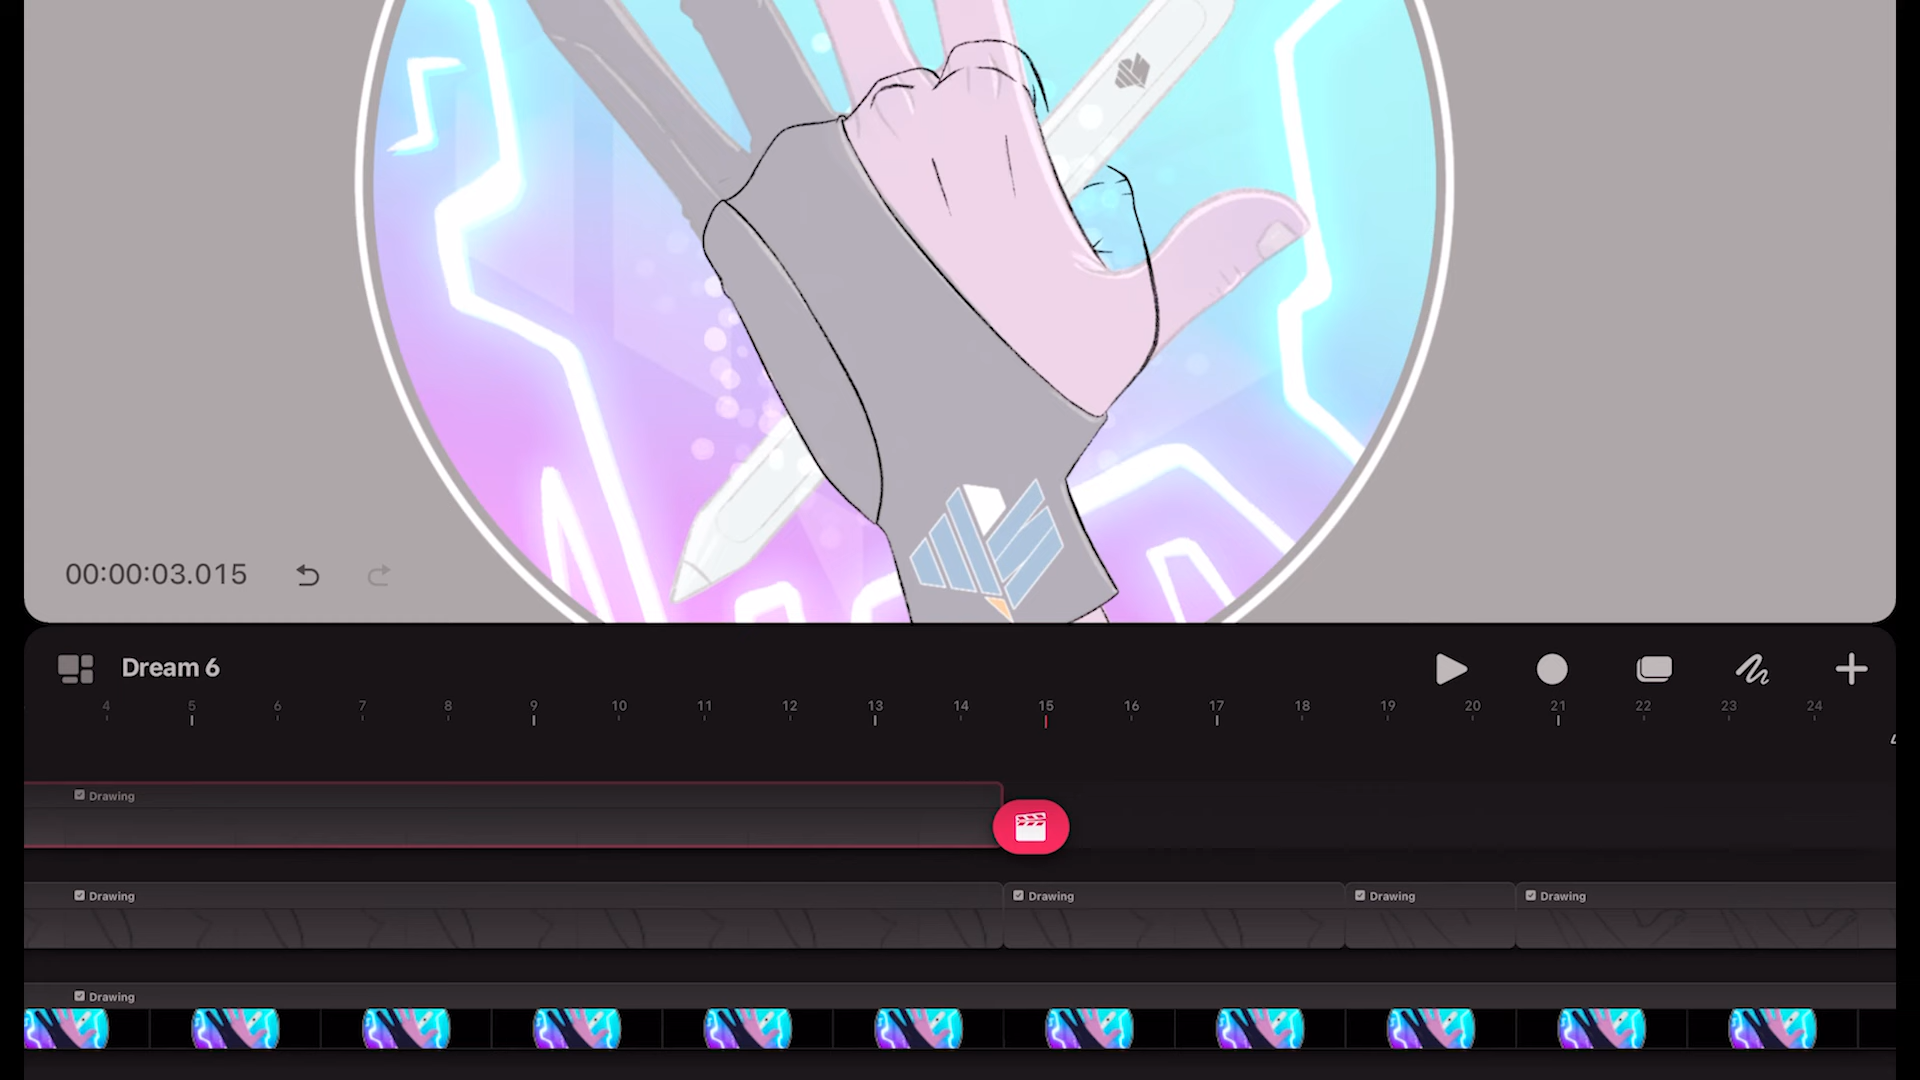 00:00:03.015
Dream 6
4 5 6 7 8 9 10 11 12 13 14 15 16 17 18 19 20 21 22 23 24
Drawing
Drawing Drawing Drawing Drawing
Drawing